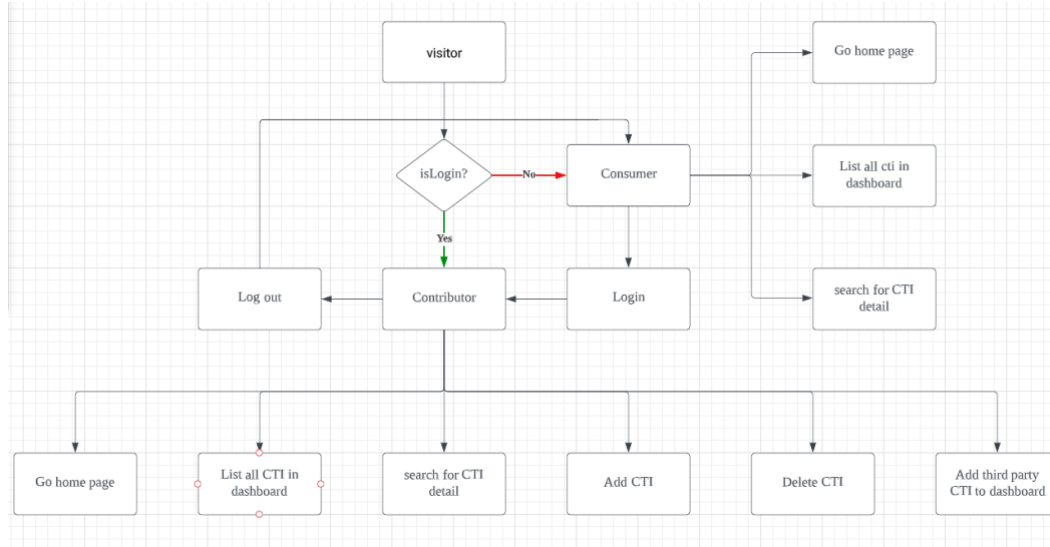 visitor
Go home page
isLogin?
No
Consumer
List all cti in
dashboard
Yes
Log out
Contributor
Login
search for CTI
detail
Go home page
List all CTI in
dashboard
search for CTI
detail
Add CTI
Delete CTI
Add third party
CTI to dashboard